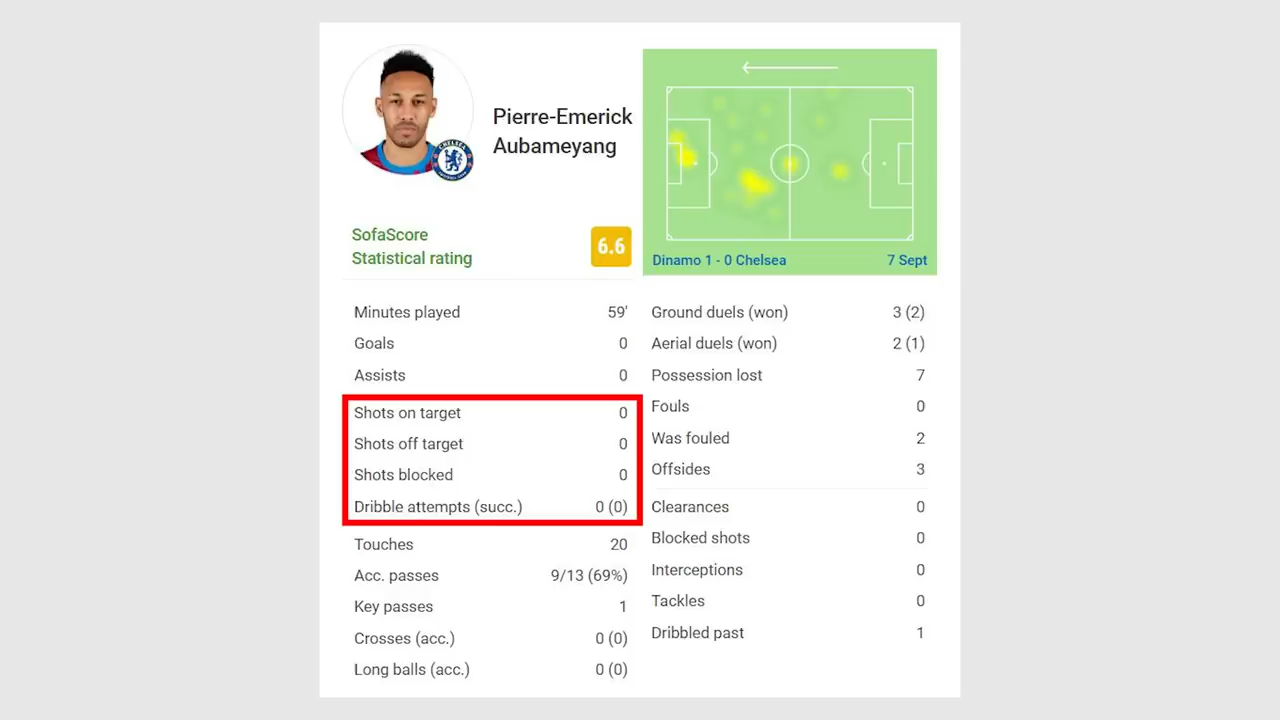 Pierre-Emerick
Aubameyang
CHELSEA
SofaScore
Statistical rating
6.6
Dinamo 1 - 0 Chelsea 7 Sept
Minutes played 59'
Goals 0
Assists 0
Shots on target 0
Shots off target 0
Shots blocked 0
Dribble attempts (succ.) 0 (0)
Touches 20
Acc. passes 9/13 (69%)
Key passes 1
Crosses (acc.) 0 (0)
Long balls (acc.) 0 (0)
Ground duels (won) 3 (2)
Aerial duels (won) 2 (1)
Possession lost 7
Fouls 0
Was fouled 2
Offsides 3
Clearances 0
Blocked shots 0
Interceptions 0
Tackles 0
Dribbled past 1